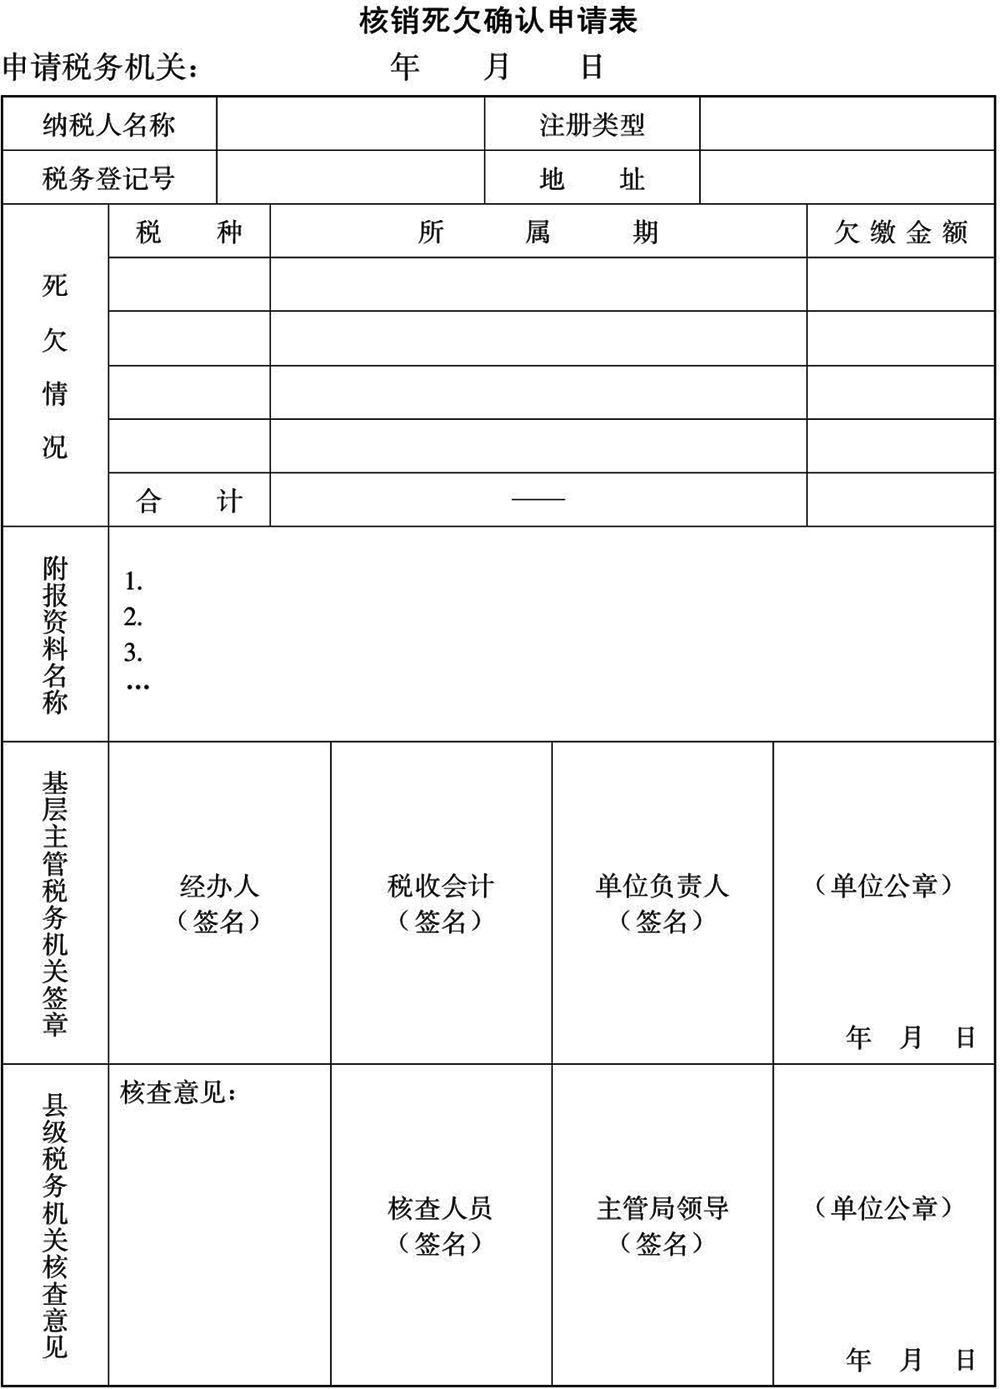 核销死欠确认申请表
申请税务机关： 年 月 日
纳税人名称 注册类型
税务登记号 地 址
死欠情况
税 种 所 属 期 欠缴金额
合 计 ——
附报资料名称
1.
2.
3.
…
基层主管税务机关签章
经办人
（签名）
税收会计
（签名）
单位负责人
（签名）
（单位公章）
年 月 日
县级税务机关核查意见
核查意见：
核查人员
（签名）
主管局领导
（签名）
（单位公章）
年 月 日